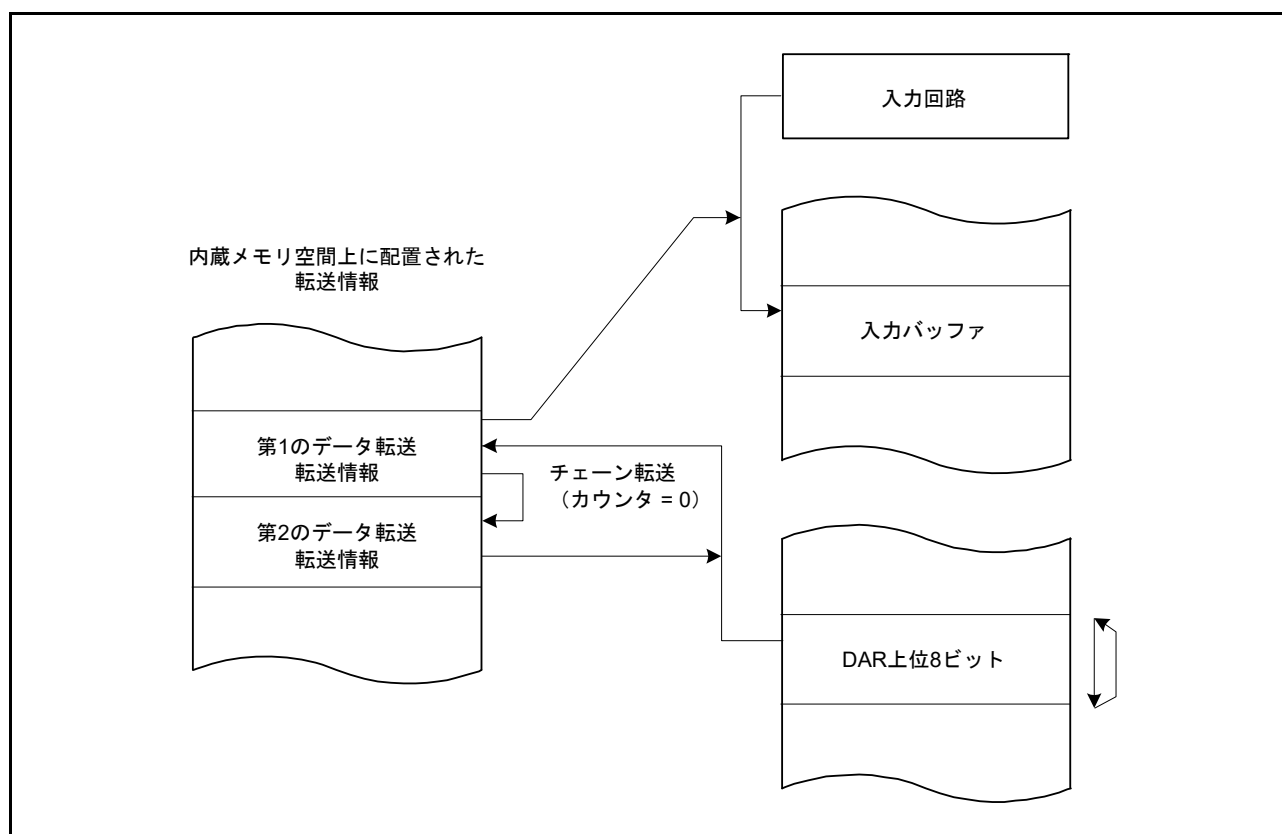 入力回路
内蔵メモリ空間上に配置された
転送情報
入力バッファ
第1のデータ転送
転送情報
チェーン転送
（カウンタ = 0）
第2のデータ転送
転送情報
DAR上位8ビット